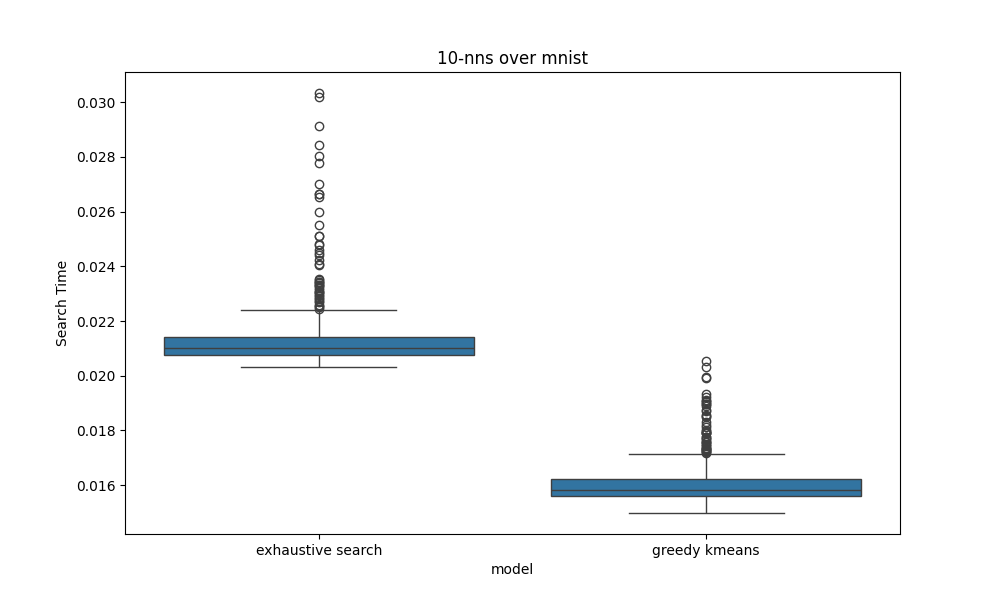 10-nns over mnist
0.030
0.028
0.026
0.024
0.022
0.020
0.018
0.016
Search Time
exhaustive search
greedy kmeans
model